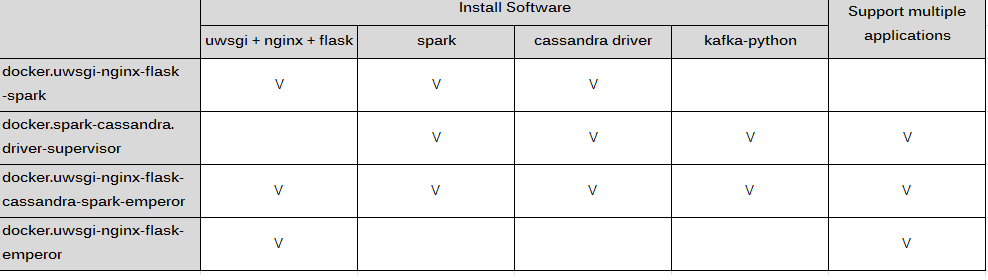 Install Software
Support multiple
applications
uwsgi + nginx + flask
spark
cassandra driver
kafka-python
docker.uwsgi-nginx-flask
-spark
V
V
V
docker.spark-cassandra.
driver-supervisor
V
V
V
V
docker.uwsgi-nginx-flask-
cassandra-spark-emperor
V
V
V
V
V
docker.uwsgi-nginx-flask-
emperor
V
V